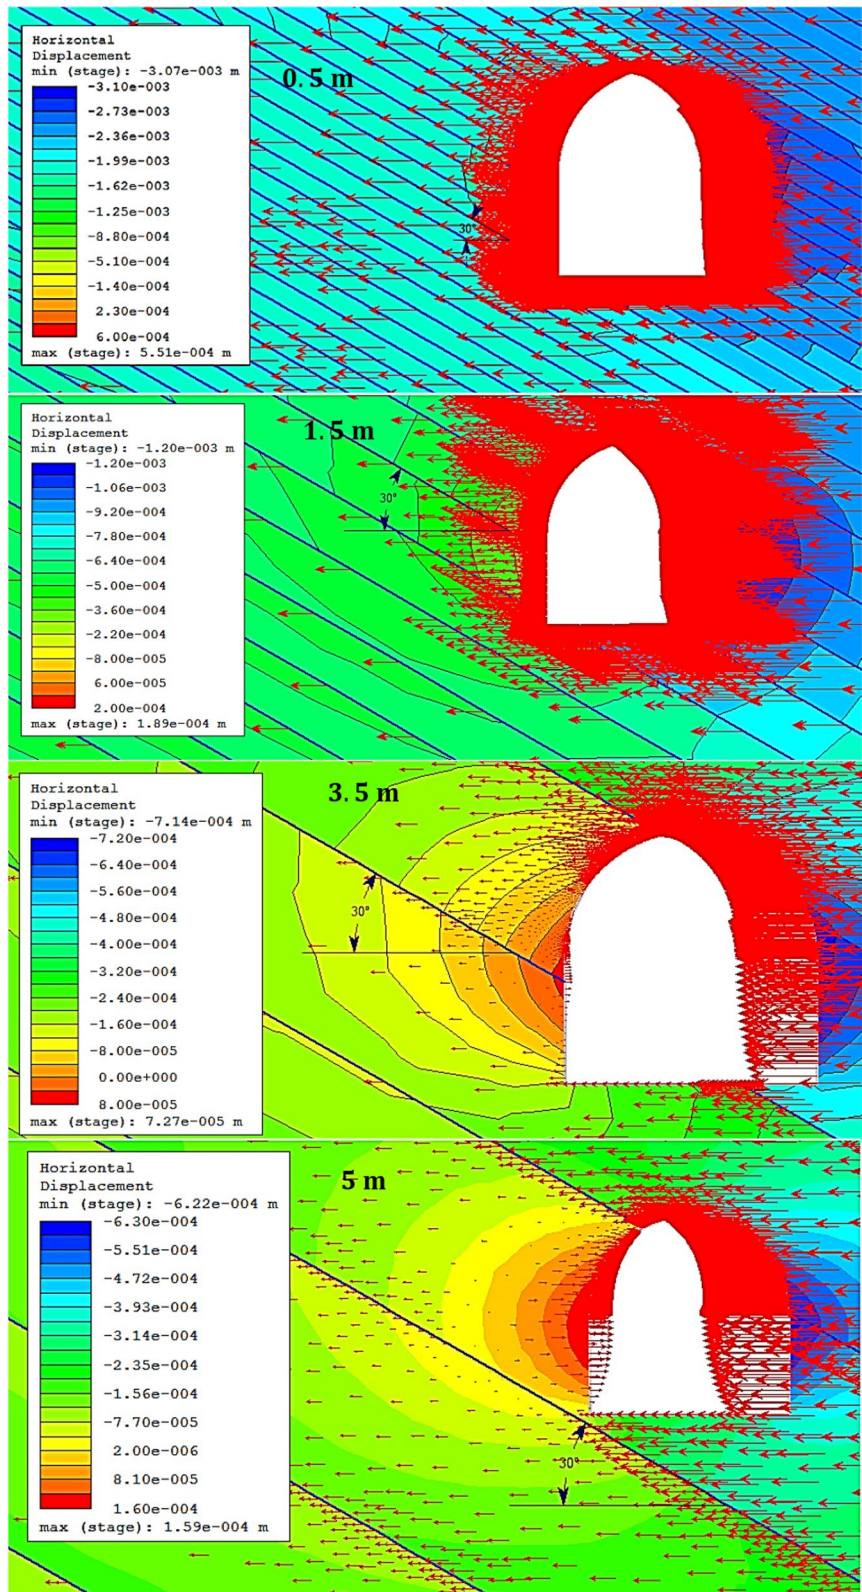 Horizontal
Displacement
min (stage): -3.07e-003 m
0.5 m
-3.10e-003
-2.73e-003
-2.36e-003
-1.99e-003
-1.62e-003
-1.25e-003
-8.80e-004
-5.10e-004
-1.40e-004
2.30e-004
6.00e-004
max (stage): 5.51e-004 m
30°
Horizontal
Displacement
min (stage): -1.20e-003 m
1.5 m
-1.20e-003
-1.06e-003
-9.20e-004
-7.80e-004
-6.40e-004
-5.00e-004
-3.60e-004
-2.20e-004
-8.00e-005
6.00e-005
2.00e-004
max (stage): 1.89e-004 m
30°
Horizontal
Displacement
min (stage): -7.14e-004 m
3.5 m
-7.20e-004
-6.40e-004
-5.60e-004
-4.80e-004
-4.00e-004
-3.20e-004
-2.40e-004
-1.60e-004
-8.00e-005
0.00e+000
8.00e-005
max (stage): 7.27e-005 m
30°
Horizontal
Displacement
min (stage): -6.22e-004 m
5 m
-6.30e-004
-5.51e-004
-4.72e-004
-3.93e-004
-3.14e-004
-2.35e-004
-1.56e-004
-7.70e-005
2.00e-006
8.10e-005
1.60e-004
max (stage): 1.59e-004 m
30°